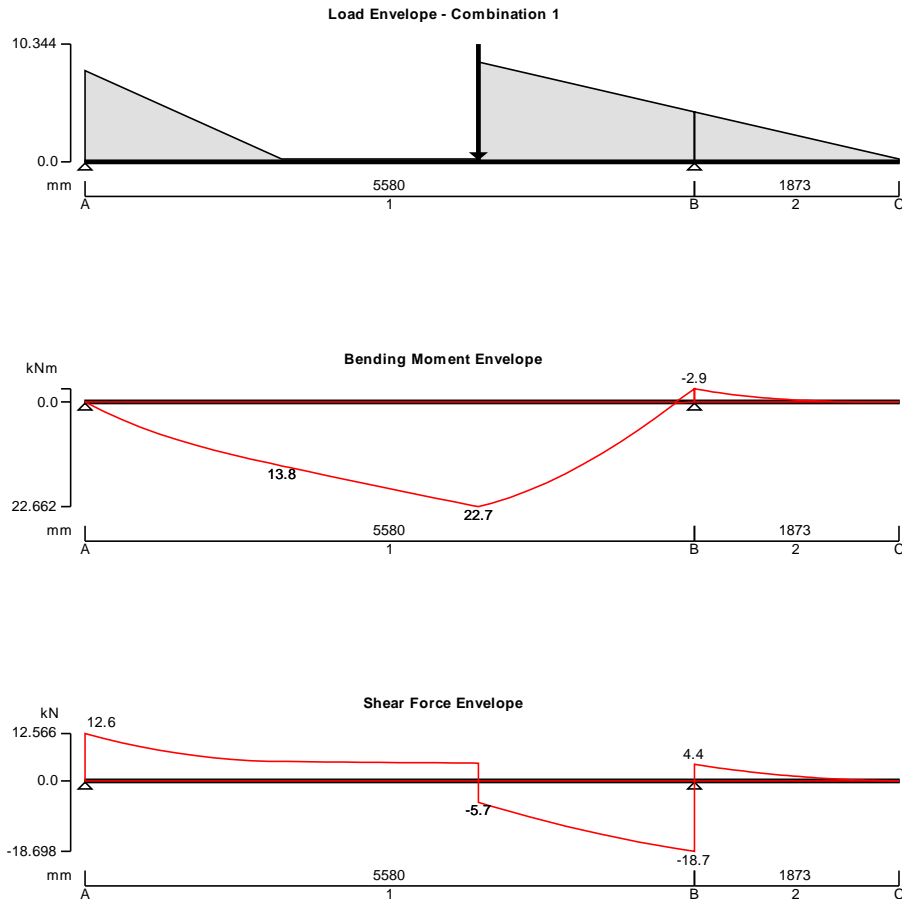 Load Envelope - Combination 1
10.344
0.0
mm 5580 1873
A 1 B 2 C
Bending Moment Envelope
kNm
-2.9
0.0
13.8
22.662
22.7
mm 5580 1873
A 1 B 2 C
Shear Force Envelope
kN
12.6
12.566
4.4
0.0
-5.7
-18.698
-18.7
mm 5580 1873
A 1 B 2 C